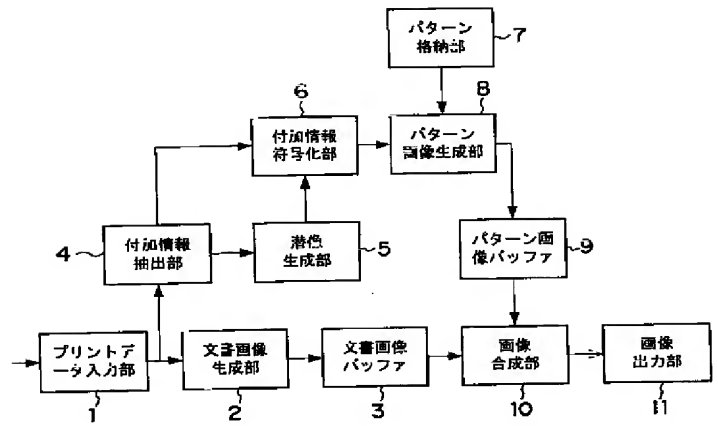 パターン
格納部
7
6
8
付加情報
符号化部
パターン
画像生成部
4
付加情報
抽出部
潜像
生成部
5
パターン画
像バッファ
9
プリントデ
ータ入力部
文書画像
生成部
文書画像
バッファ
画像
合成部
画像
出力部
1
2
3
10
11